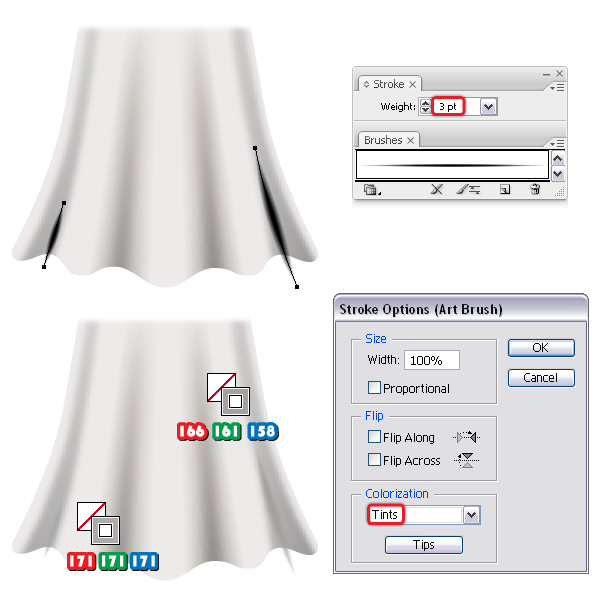 Stroke
Weight: 3 pt
Brushes
166 161 158
171 171 171
Stroke Options (Art Brush)
Size
Width: 100%
Proportional
OK
Cancel
Flip
Flip Along
Flip Across
Colorization
Tints
Tips